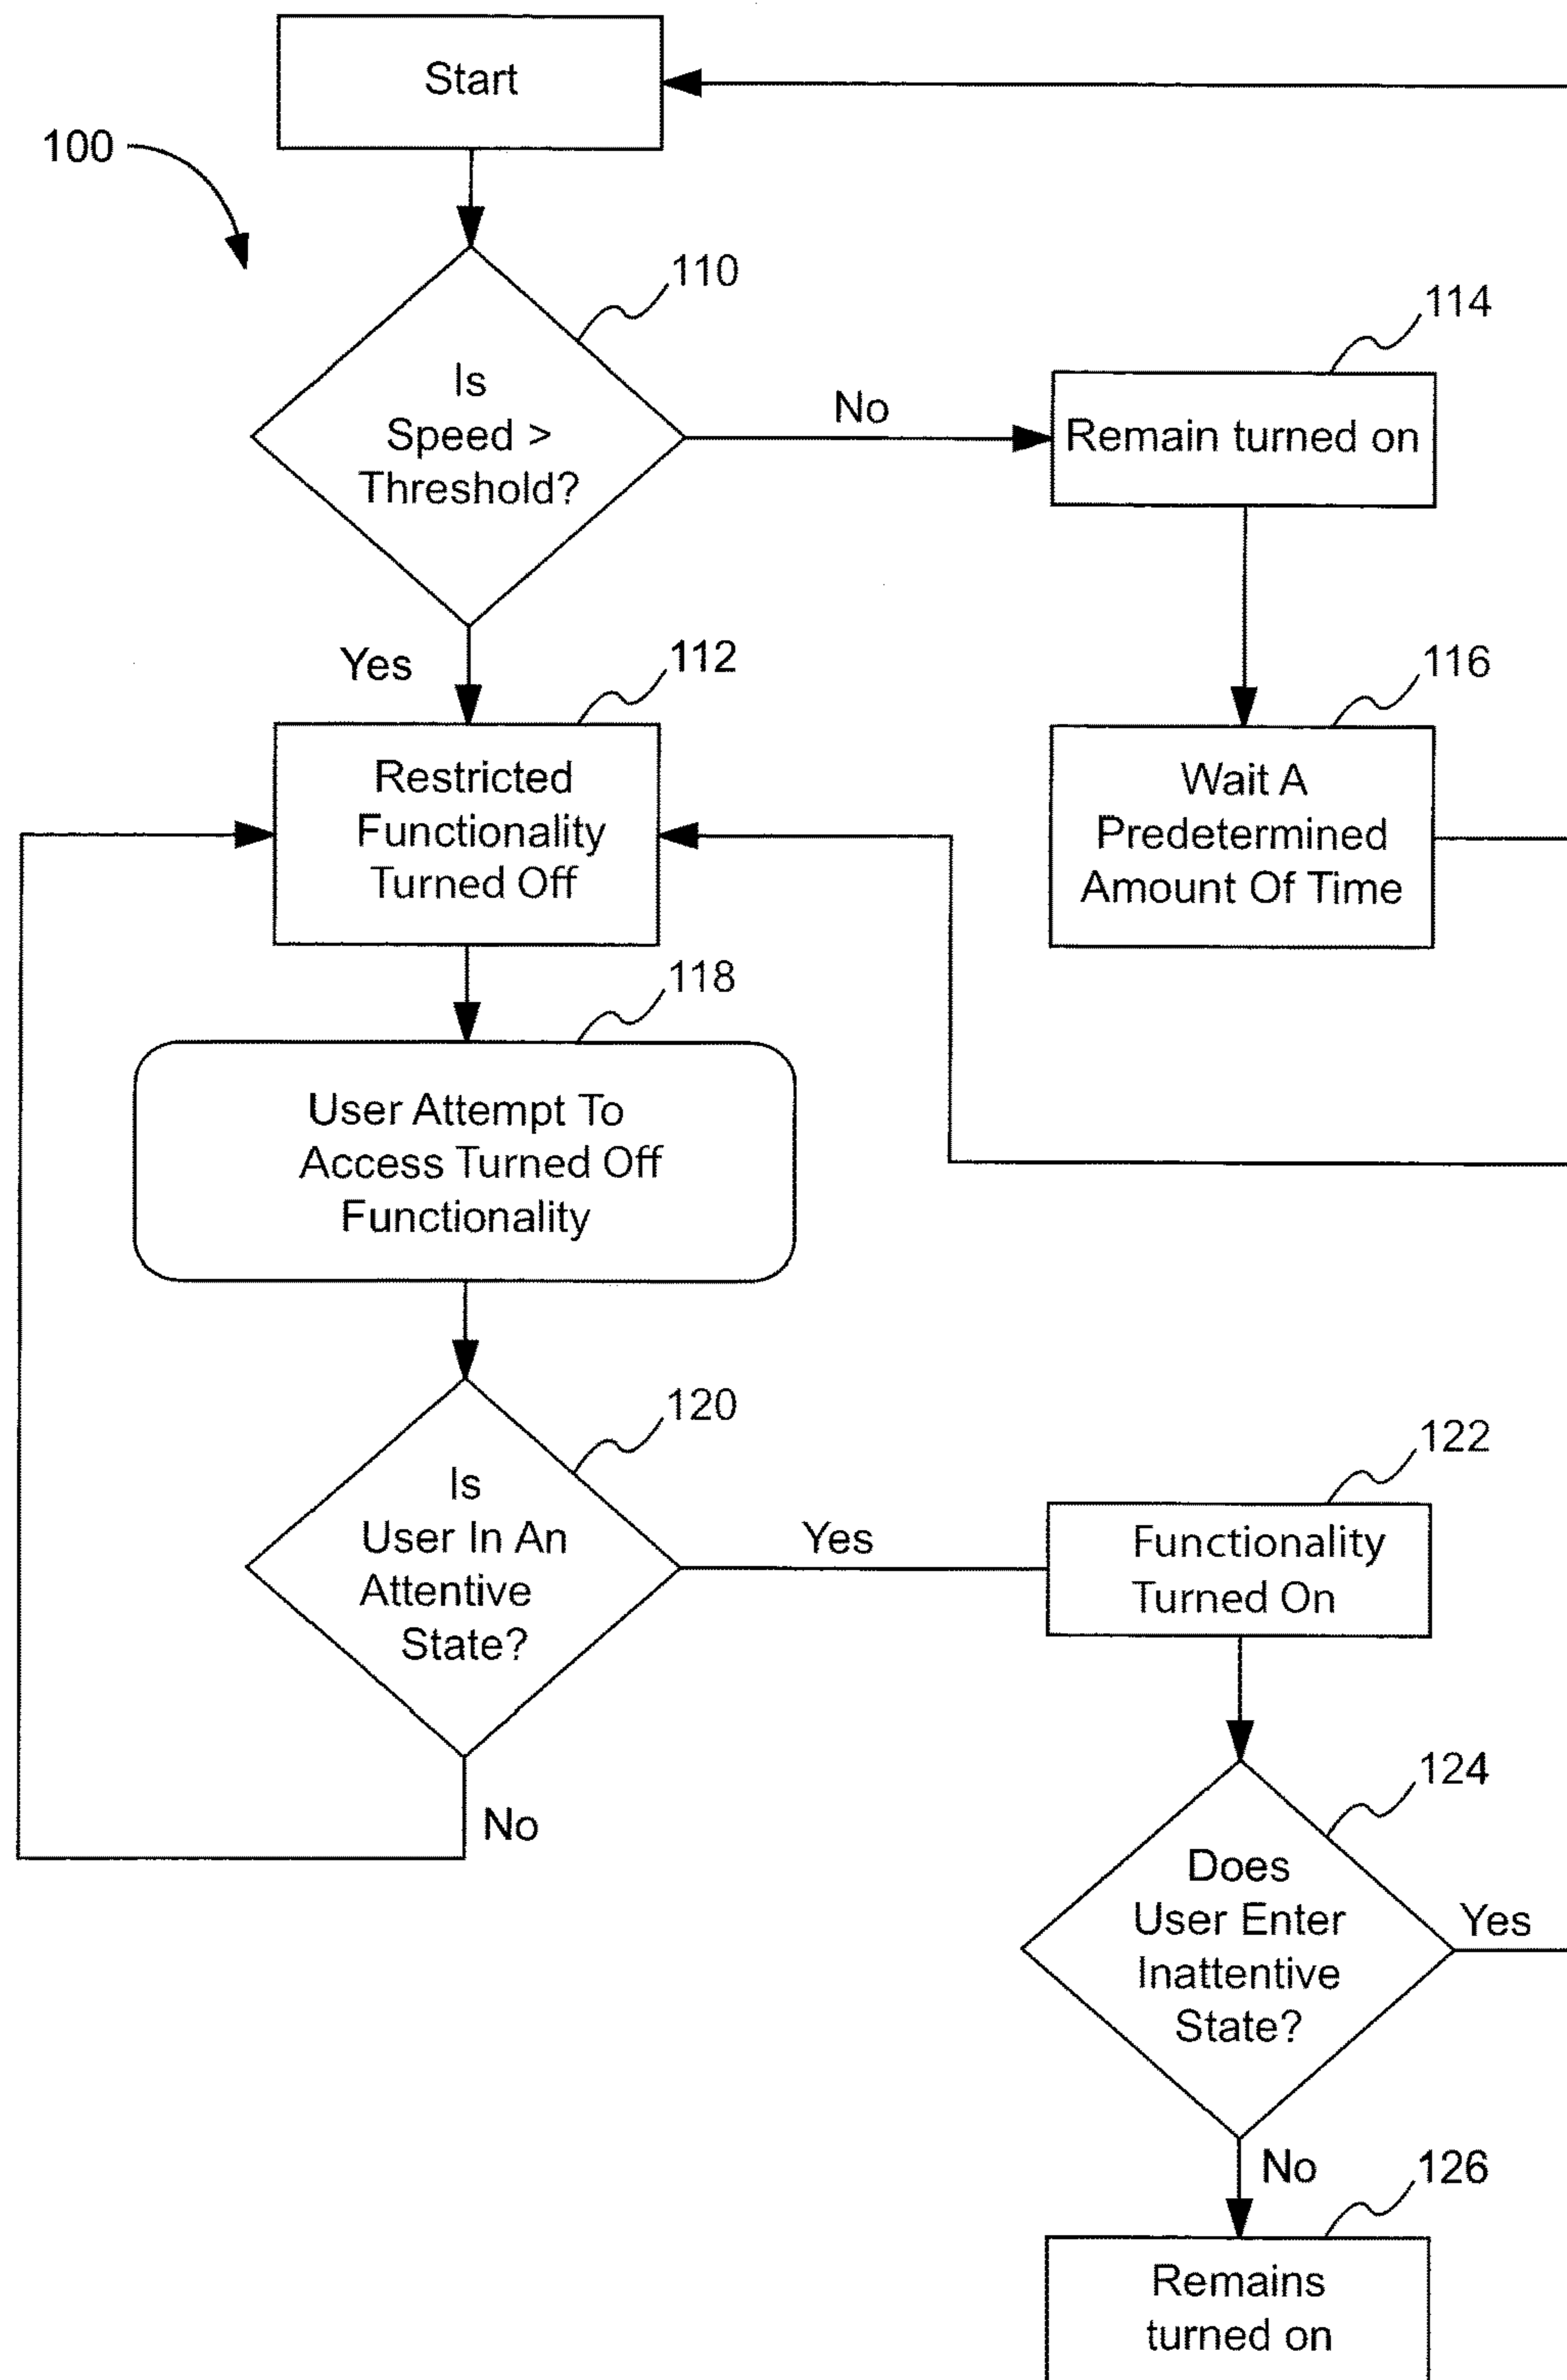 Start
100
110
Is
Speed >
Threshold?
No
114
Remain turned on
Yes
112
Restricted
Functionality
Turned Off
116
Wait A
Predetermined
Amount Of Time
118
User Attempt To
Access Turned Off
Functionality
120
Is
User In An
Attentive
State?
Yes
122
Functionality
Turned On
No
124
Does
User Enter
Inattentive
State?
Yes
No
126
Remains
turned on